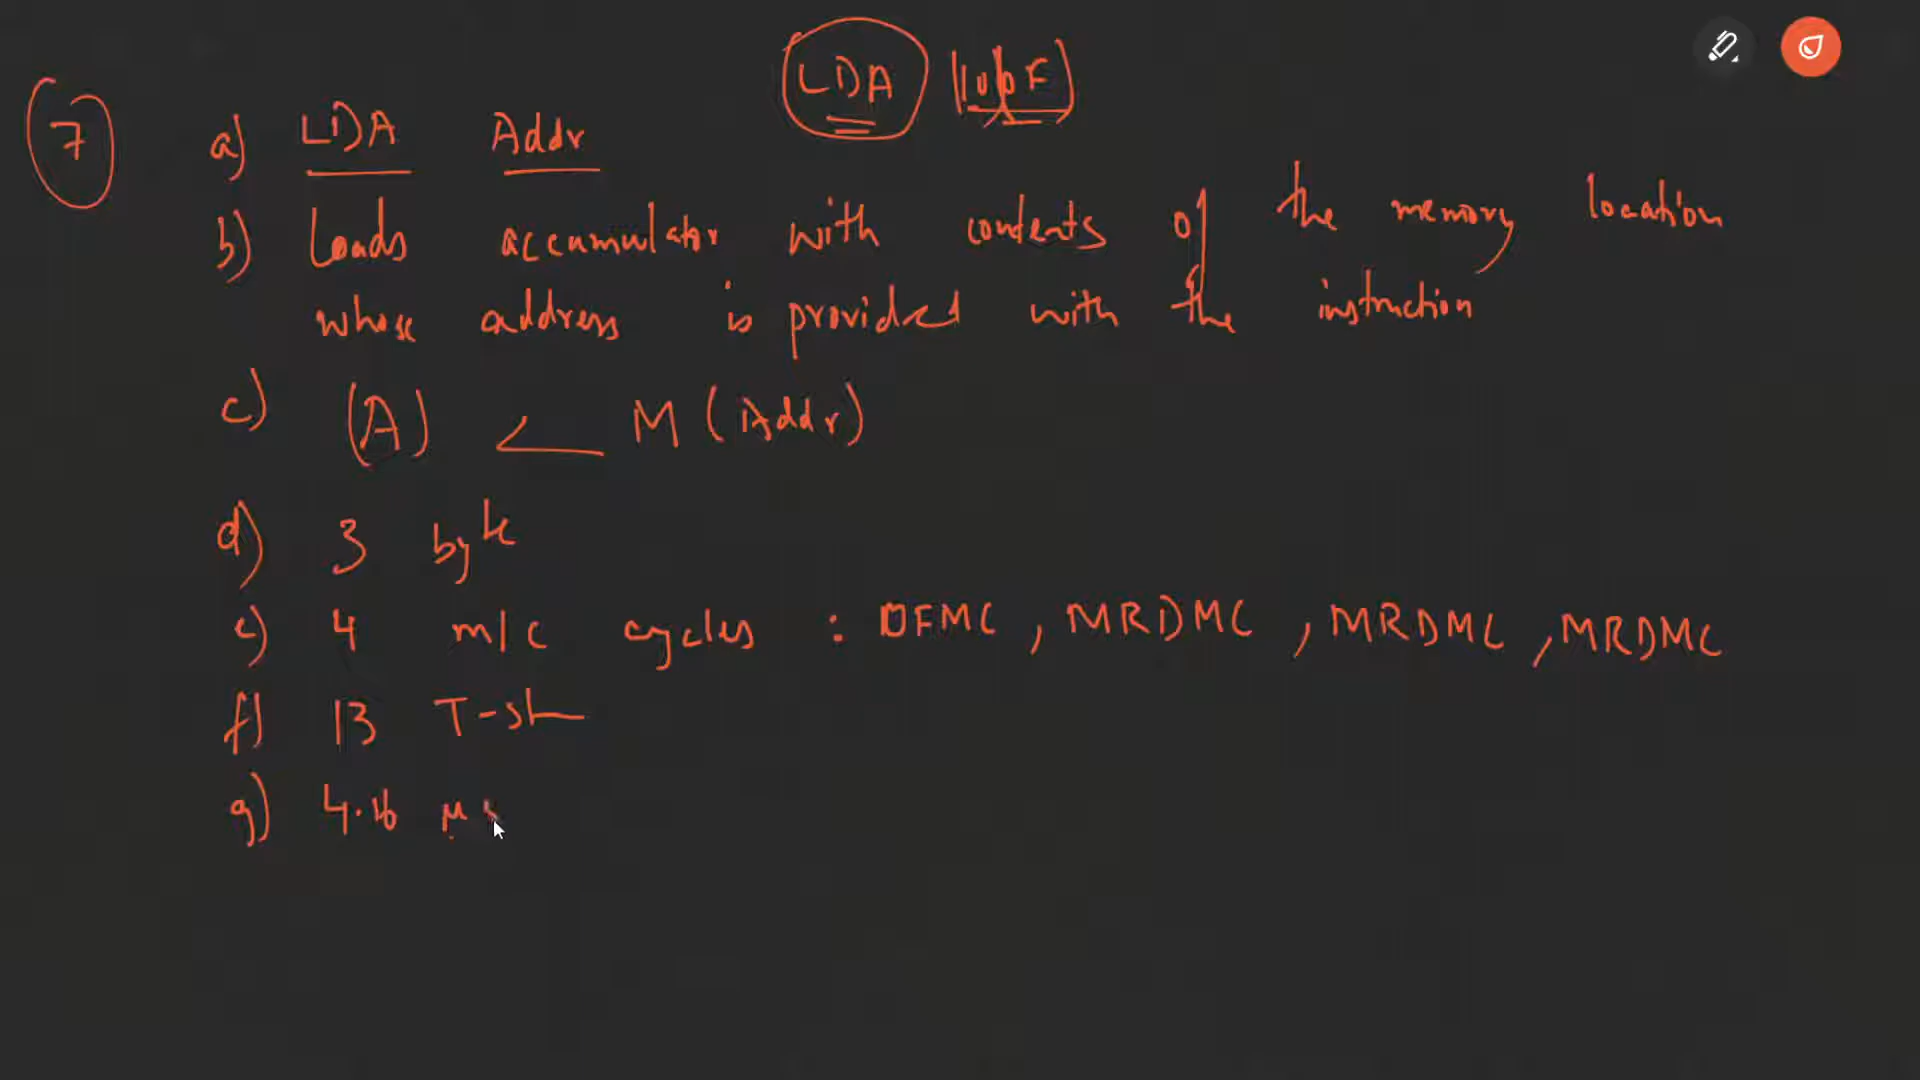 LDA 100F
7 a) LDA Addr
b) Loads accumulator with contents of the memory location
whose address is provided with the instruction
c) (A) ← M (Addr)
d) 3 byte
e) 4 m/c cycles : OFMC, MRDMC, MRDMC, MRDMC
f) 13 T-st
g) 4.16 μs